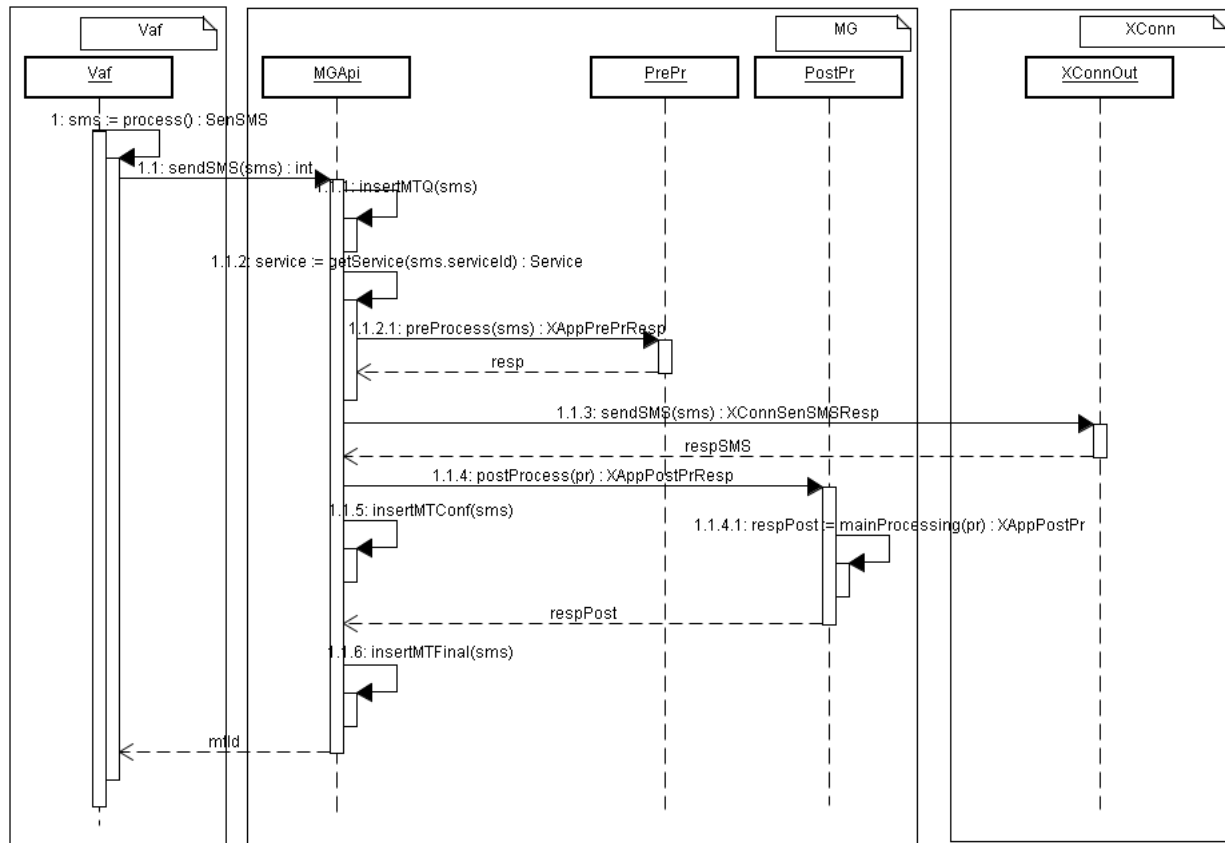 Vaf
MG
XConn
Vaf
MGApi
PrePr
PostPr
XConnOut
1: sms := process() : SenSMS
1.1: sendSMS(sms) : int
1.1.1: insertMTQ(sms)
1.1.2: service := getService(sms.serviceId) : Service
1.1.2.1: preProcess(sms) : XAppPrePrResp
resp
1.1.3: sendSMS(sms) : XConnSenSMSResp
respSMS
1.1.4: postProcess(pr) : XAppPostPrResp
1.1.5: insertMTConf(sms)
1.1.4.1: respPost := mainProcessing(pr) : XAppPostPr
respPost
1.1.6: insertMTFinal(sms)
mtId